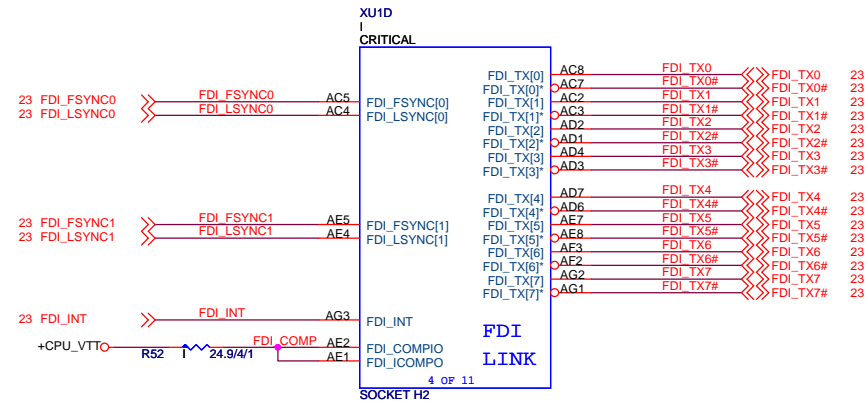 XU1D
I
CRITICAL
FDI_TX[0] AC8 FDI_TX0 FDI_TX0 23
FDI_TX[0]* AC7 FDI_TX0# FDI_TX0# 23
23 FDI_FSYNC0 FDI_FSYNC0 AC5 FDI_FSYNC[0] FDI_TX[1] AC2 FDI_TX1 FDI_TX1 23
23 FDI_LSYNC0 FDI_LSYNC0 AC4 FDI_LSYNC[0] FDI_TX[1]* AC3 FDI_TX1# FDI_TX1# 23
FDI_TX[2] AD2 FDI_TX2 FDI_TX2 23
FDI_TX[2]* AD1 FDI_TX2# FDI_TX2# 23
FDI_TX[3] AD4 FDI_TX3 FDI_TX3 23
FDI_TX[3]* AD3 FDI_TX3# FDI_TX3# 23
FDI_TX[4] AD7 FDI_TX4 FDI_TX4 23
FDI_TX[4]* AD6 FDI_TX4# FDI_TX4# 23
23 FDI_FSYNC1 FDI_FSYNC1 AE5 FDI_FSYNC[1] FDI_TX[5] AE7 FDI_TX5 FDI_TX5 23
23 FDI_LSYNC1 FDI_LSYNC1 AE4 FDI_LSYNC[1] FDI_TX[5]* AE8 FDI_TX5# FDI_TX5# 23
FDI_TX[6] AF3 FDI_TX6 FDI_TX6 23
FDI_TX[6]* AF2 FDI_TX6# FDI_TX6# 23
FDI_TX[7] AG2 FDI_TX7 FDI_TX7 23
FDI_TX[7]* AG1 FDI_TX7# FDI_TX7# 23
23 FDI_INT FDI_INT AG3 FDI_INT
FDI
+CPU_VTT R52 I 24.9/4/1 FDI_COMP AE2 FDI_COMPIO
AE1 FDI_ICOMPO LINK
4 OF 11
SOCKET H2